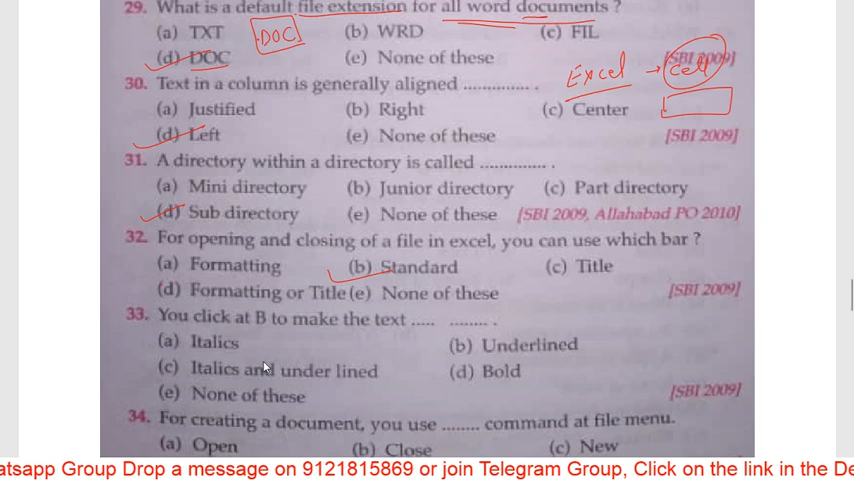 29. What is a default file extension for all word documents ?
(a) TXT .DOC (b) WRD (c) FIL
(d) DOC (e) None of these [SBI 2009]
Excel → cell
30. Text in a column is generally aligned .............. .
(a) Justified (b) Right (c) Center
(d) Left (e) None of these [SBI 2009]
31. A directory within a directory is called .............. .
(a) Mini directory (b) Junior directory (c) Part directory
(d) Sub directory (e) None of these [SBI 2009, Allahabad PO 2010]
32. For opening and closing of a file in excel, you can use which bar ?
(a) Formatting (b) Standard (c) Title
(d) Formatting or Title (e) None of these [SBI 2009]
33. You click at B to make the text ..... ........ .
(a) Italics (b) Underlined
(c) Italics and under lined (d) Bold
(e) None of these [SBI 2009]
34. For creating a document, you use ........ command at file menu.
(a) Open (b) Close (c) New
atsapp Group Drop a message on 9121815869 or join Telegram Group, Click on the link in the De